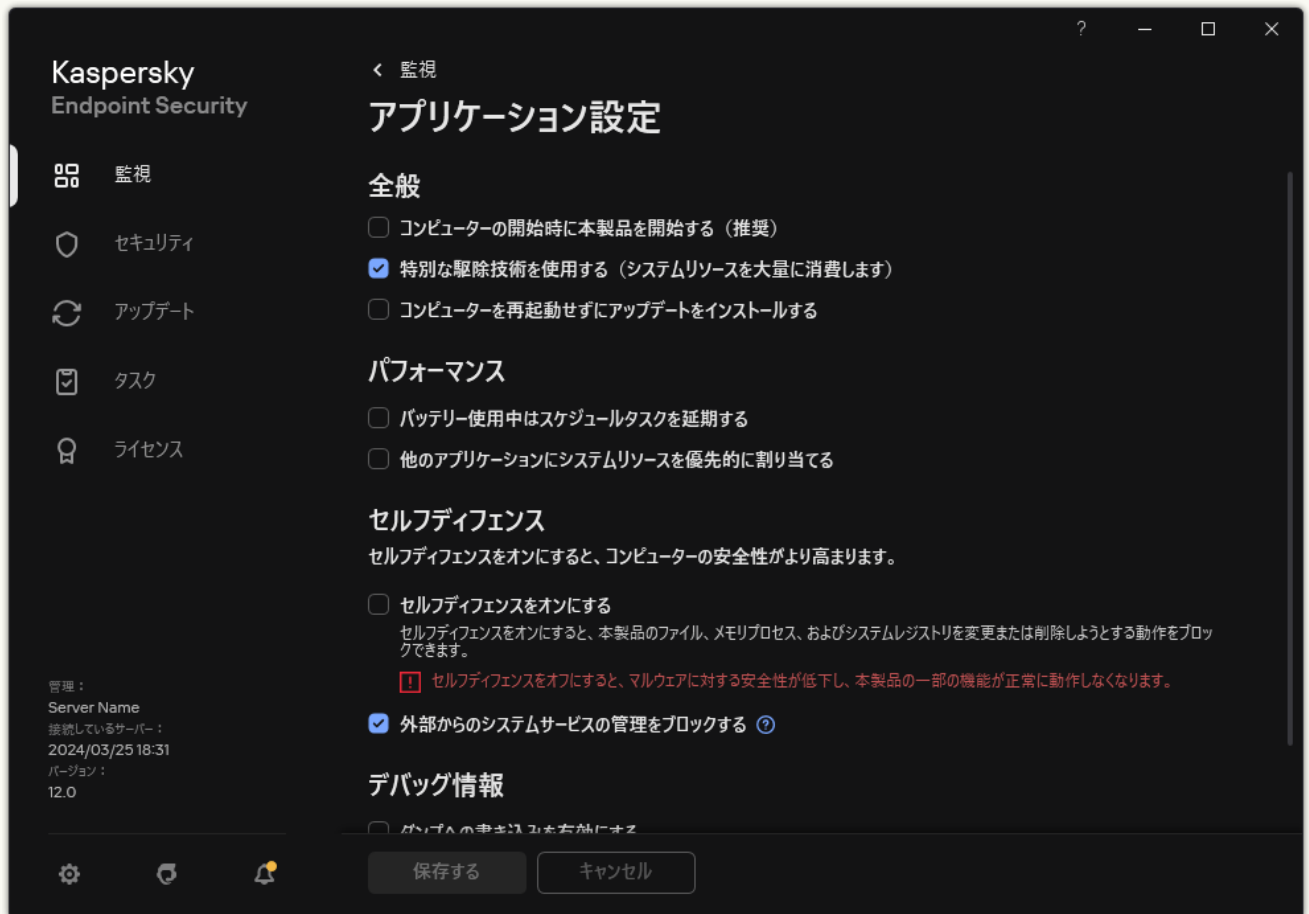 ?
Kaspersky
Endpoint Security
監視
セキュリティ
アップデート
タスク
ライセンス
管理：
Server Name
接続しているサーバー：
2024/03/25 18:31
バージョン：
12.0
監視
アプリケーション設定
全般
コンピューターの開始時に本製品を開始する（推奨）
特別な駆除技術を使用する（システムリソースを大量に消費します）
コンピューターを再起動せずにアップデートをインストールする
パフォーマンス
バッテリー使用中はスケジュールタスクを延期する
他のアプリケーションにシステムリソースを優先的に割り当てる
セルフディフェンス
セルフディフェンスをオンにすると、コンピューターの安全性がより高まります。
セルフディフェンスをオンにする
セルフディフェンスをオンにすると、本製品のファイル、メモリプロセス、およびシステムレジストリを変更または削除しようとする動作をブロッ
クできます。
セルフディフェンスをオフにすると、マルウェアに対する安全性が低下し、本製品の一部の機能が正常に動作しなくなります。
外部からのシステムサービスの管理をブロックする ?
デバッグ情報
ダンプへの書き込みを有効にする
保存する
キャンセル